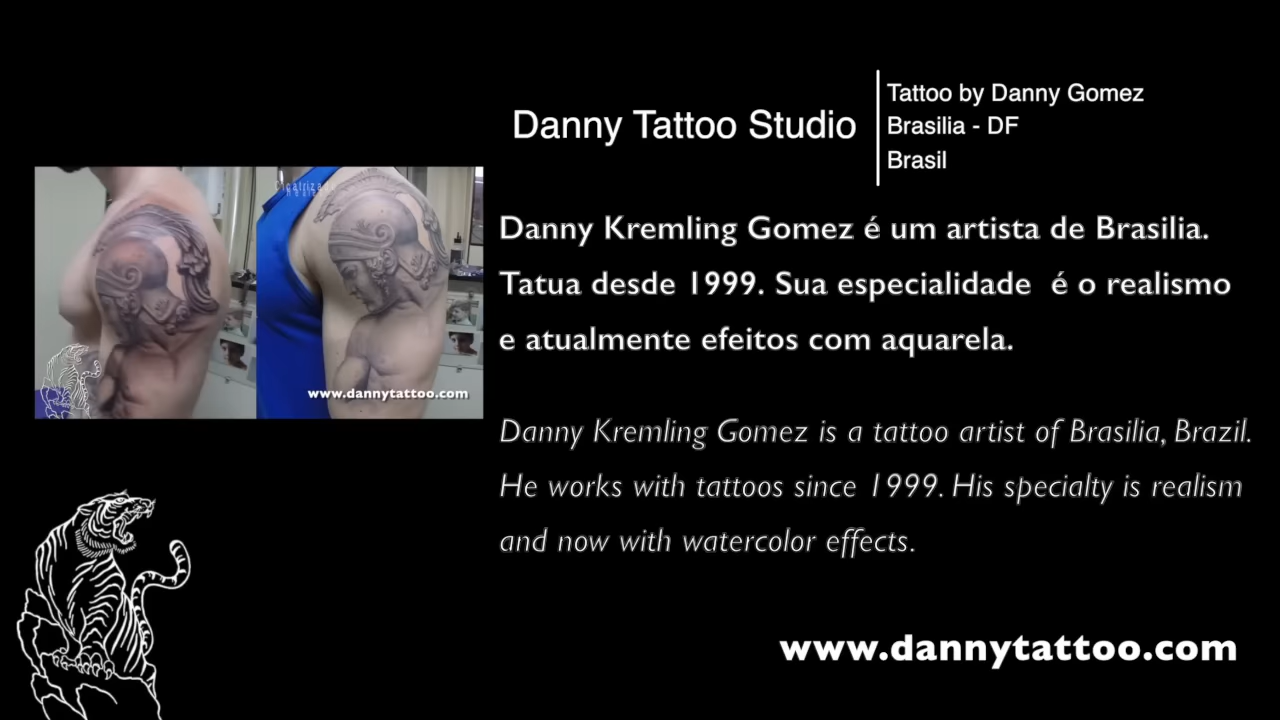 Danny Tattoo Studio
Tattoo by Danny Gomez
Brasilia - DF
Brasil
Danny Kremling Gomez é um artista de Brasilia.
Tatua desde 1999. Sua especialidade é o realismo
e atualmente efeitos com aquarela.
Danny Kremling Gomez is a tattoo artist of Brasilia, Brazil.
He works with tattoos since 1999. His specialty is realism
and now with watercolor effects.
www.dannytattoo.com
www.dannytattoo.com